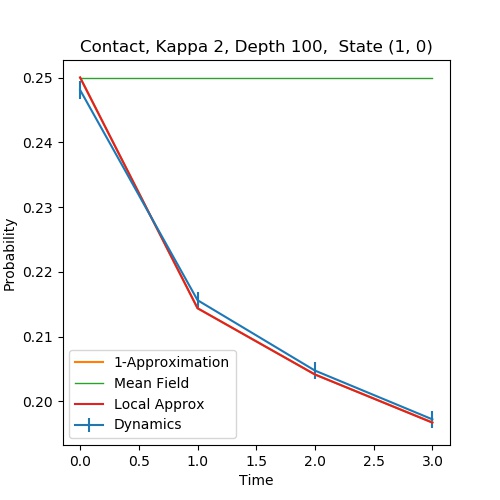 Contact, Kappa 2, Depth 100,  State (1, 0)
Probability
0.25
0.24
0.23
0.22
0.21
0.20
1-Approximation
Mean Field
Local Approx
Dynamics
0.0 0.5 1.0 1.5 2.0 2.5 3.0
Time